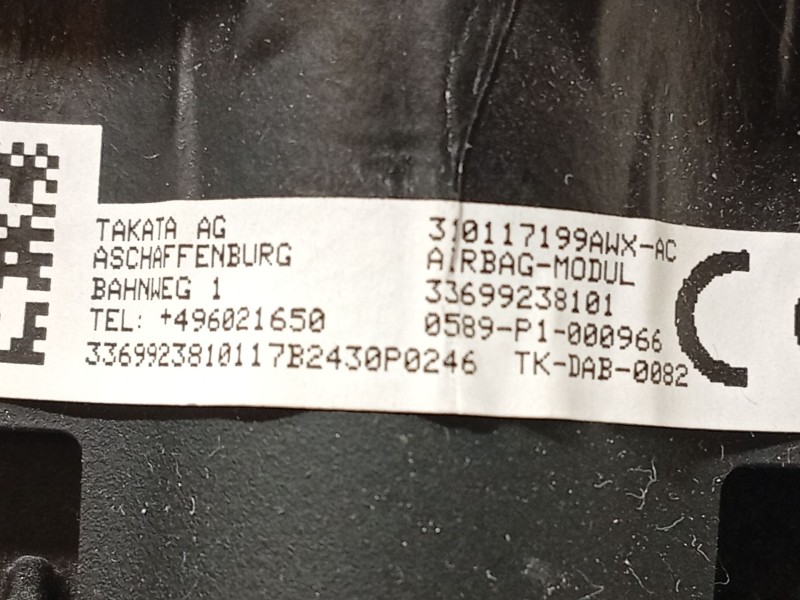 TAKATA AG
ASCHAFFENBURG
BAHNWEG 1
TEL: +496021650
336992381011​7B2430P0246 TK-DAB-0082
310117199AWX-AC
AIRBAG-MODUL
33699238101
0589-P1-000966
CE